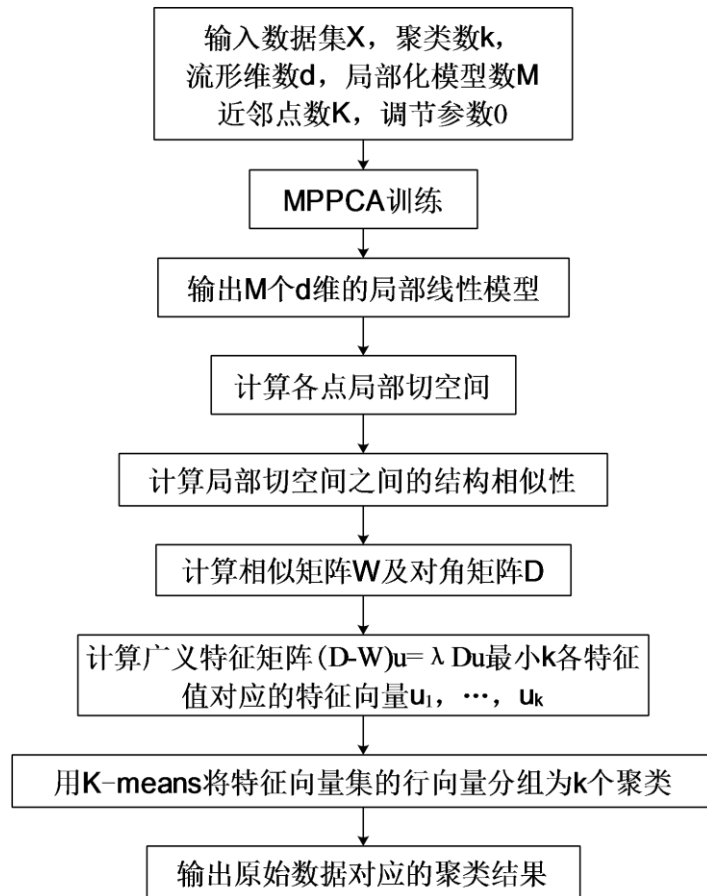 输入数据集X，聚类数k，
流形维数d，局部化模型数M
近邻点数K，调节参数0
MPPCA训练
输出M个d维的局部线性模型
计算各点局部切空间
计算局部切空间之间的结构相似性
计算相似矩阵W及对角矩阵D
计算广义特征矩阵(D-W)u=λDu最小k各特征
值对应的特征向量u₁，…，uₖ
用K-means将特征向量集的行向量分组为k个聚类
输出原始数据对应的聚类结果